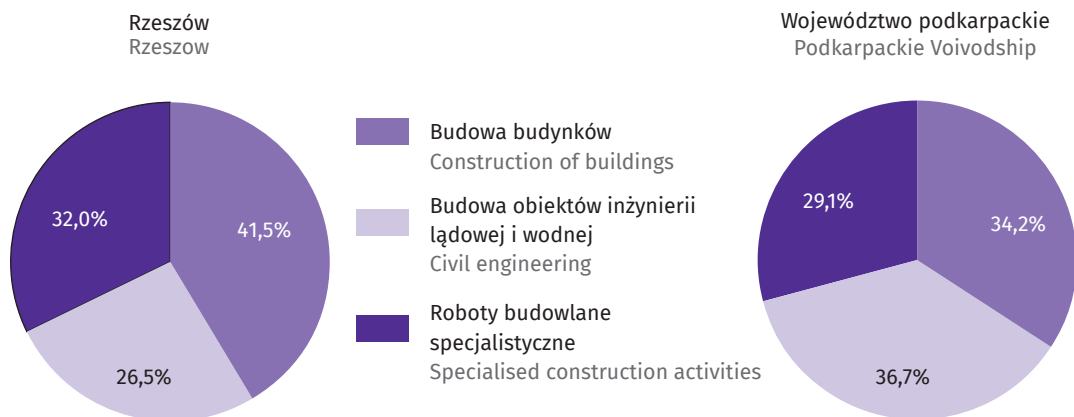 Rzeszów
Rzeszow
32,0%
41,5%
26,5%
Budowa budynków
Construction of buildings
Budowa obiektów inżynierii
lądowej i wodnej
Civil engineering
Roboty budowlane
specjalistyczne
Specialised construction activities
Województwo podkarpackie
Podkarpackie Voivodship
29,1%
34,2%
36,7%